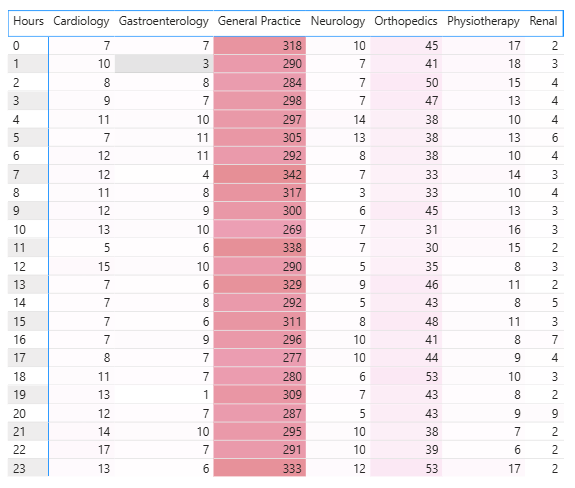 Hours Cardiology Gastroenterology General Practice Neurology Orthopedics Physiotherapy Renal
0 7 7 318 10 45 17 2
1 10 3 290 7 41 18 3
2 8 8 284 7 50 15 4
3 9 7 298 7 47 13 4
4 11 10 297 14 38 10 4
5 7 11 305 13 38 13 6
6 12 11 292 8 38 10 4
7 12 4 342 7 33 14 3
8 11 8 317 3 33 10 4
9 12 9 300 6 45 13 3
10 13 10 269 7 31 16 3
11 5 6 338 7 30 15 2
12 15 10 290 5 35 8 3
13 7 6 329 9 46 11 2
14 7 8 292 5 43 8 5
15 7 6 311 8 48 11 3
16 7 9 296 10 41 8 7
17 8 7 277 10 44 9 4
18 11 7 280 6 53 10 3
19 13 1 309 7 43 8 2
20 12 7 287 5 43 9 9
21 14 10 295 10 38 7 2
22 17 7 291 10 39 6 2
23 13 6 333 12 53 17 2